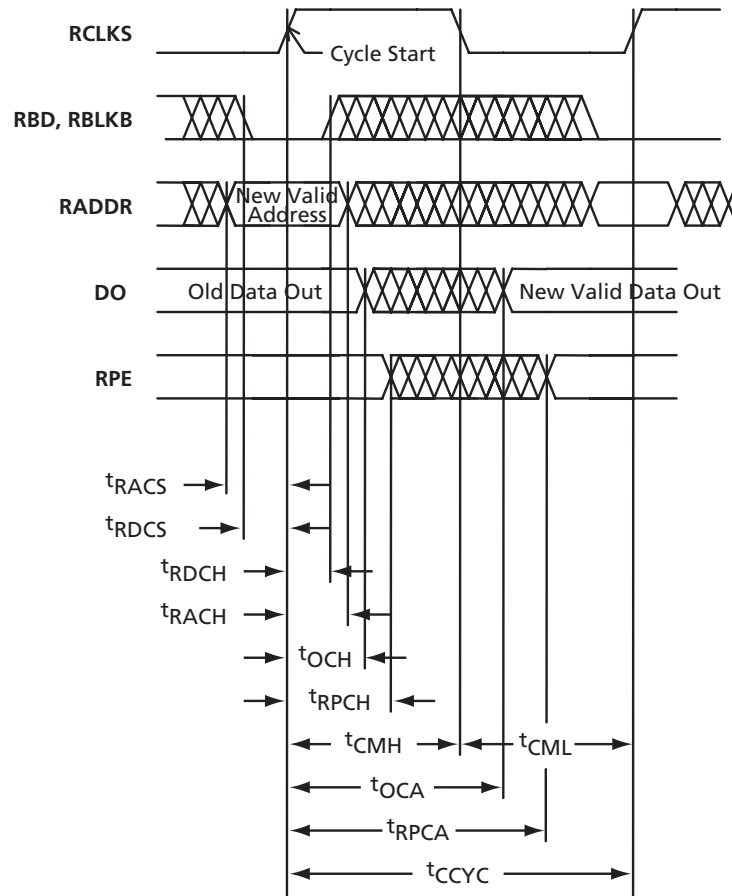 RCLKS
Cycle Start
RBD, RBLKB
RADDR
New Valid
Address
DO
Old Data Out
New Valid Data Out
RPE
tRACS
tRDCS
tRDCH
tRACH
tOCH
tRPCH
tCMH
tCML
tOCA
tRPCA
tCCYC